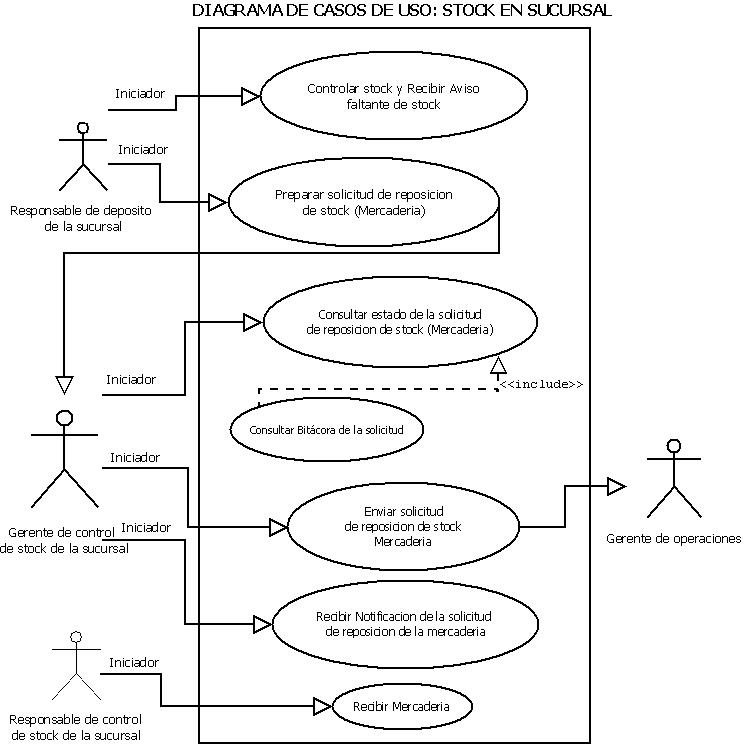 DIAGRAMA DE CASOS DE USO: STOCK EN SUCURSAL
Iniciador
Controlar stock y Recibir Aviso
faltante de stock
Iniciador
Responsable de deposito
de la sucursal
Preparar solicitud de reposicion
de stock (Mercaderia)
Consultar estado de la solicitud
de reposicion de stock (Mercaderia)
Iniciador
<<include>>
Consultar Bitácora de la solicitud
Iniciador
Gerente de control
de stock de la sucursal
Iniciador
Enviar solicitud
de reposicion de stock
Mercaderia
Gerente de operaciones
Recibir Notificacion de la solicitud
de reposicion de la mercaderia
Iniciador
Responsable de control
de stock de la sucursal
Recibir Mercaderia